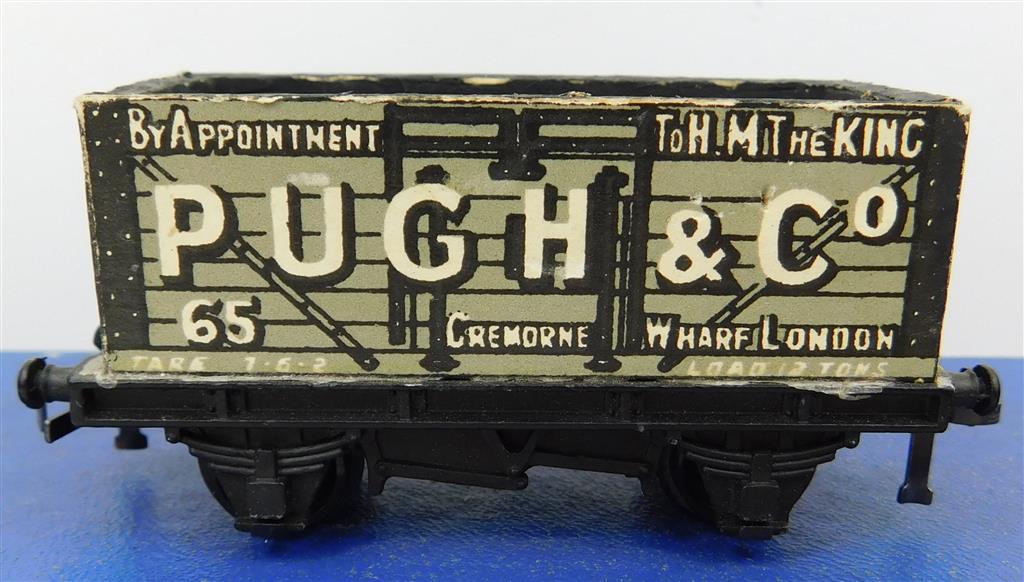 BY APPOINTMENT TO H.M. THE KING
PUGH & Co
65 CREMORNE WHARF, LONDON
TARE 7-6-2 LOAD 12 TONS